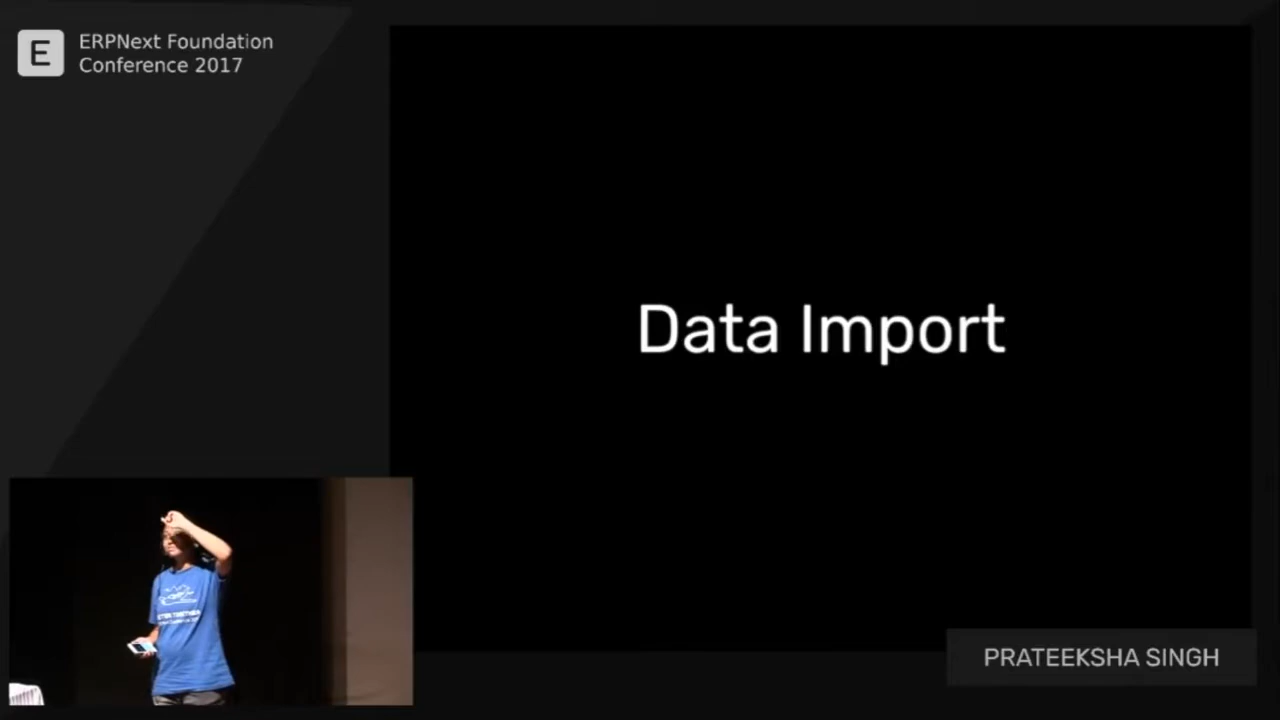 E
ERPNext Foundation
Conference 2017
Data Import
PRATEEKSHA SINGH